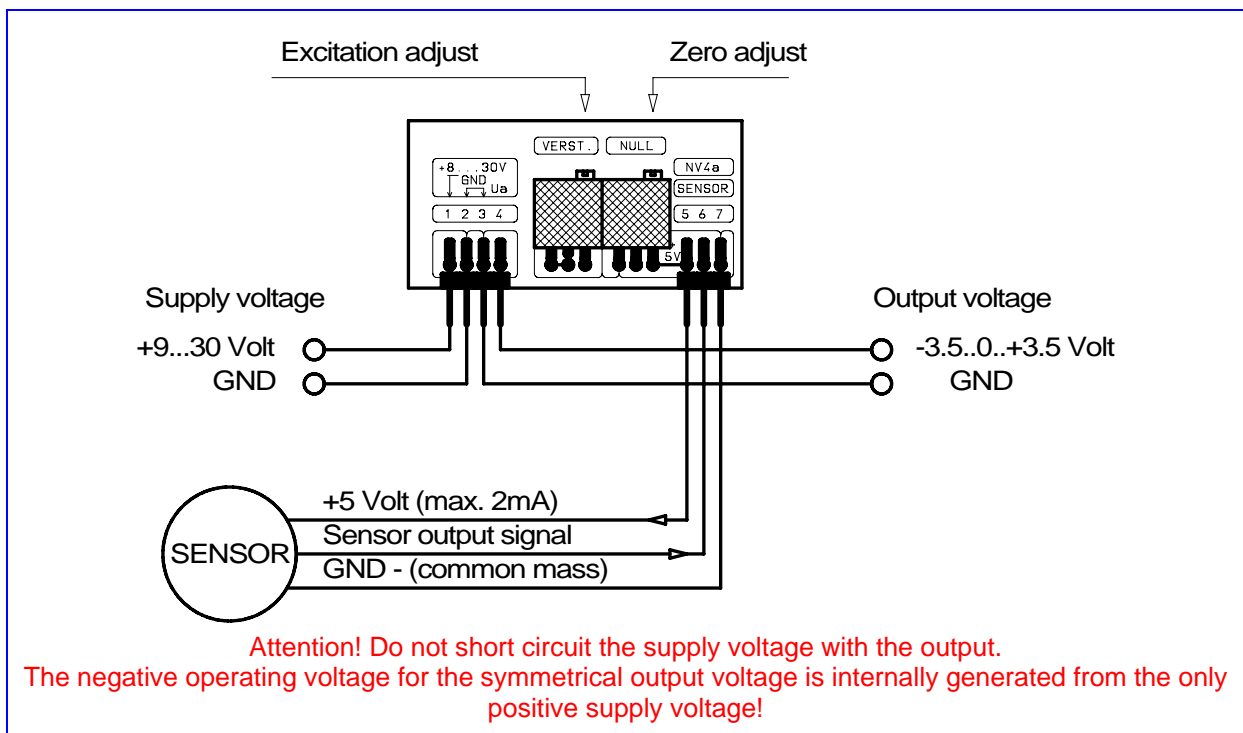 Excitation adjust
Zero adjust
VERST.
NULL
+8...30V
GND
Ua
NV4a
SENSOR
1 2 3 4
5 6 7
5V
Supply voltage
Output voltage
+9...30 Volt
-3.5..0..+3.5 Volt
GND
GND
+5 Volt (max. 2mA)
Sensor output signal
SENSOR
GND - (common mass)
Attention! Do not short circuit the supply voltage with the output.
The negative operating voltage for the symmetrical output voltage is internally generated from the only
positive supply voltage!